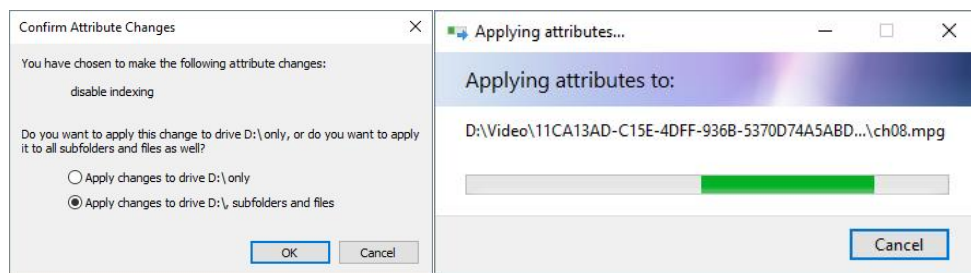 Confirm Attribute Changes
You have chosen to make the following attribute changes:
disable indexing
Do you want to apply this change to drive D:\ only, or do you want to apply
it to all subfolders and files as well?
Apply changes to drive D:\ only
Apply changes to drive D:\, subfolders and files
OK
Cancel
Applying attributes...
Applying attributes to:
D:\Video\11CA13AD-C15E-4DFF-936B-5370D74A5ABD...\ch08.mpg
Cancel